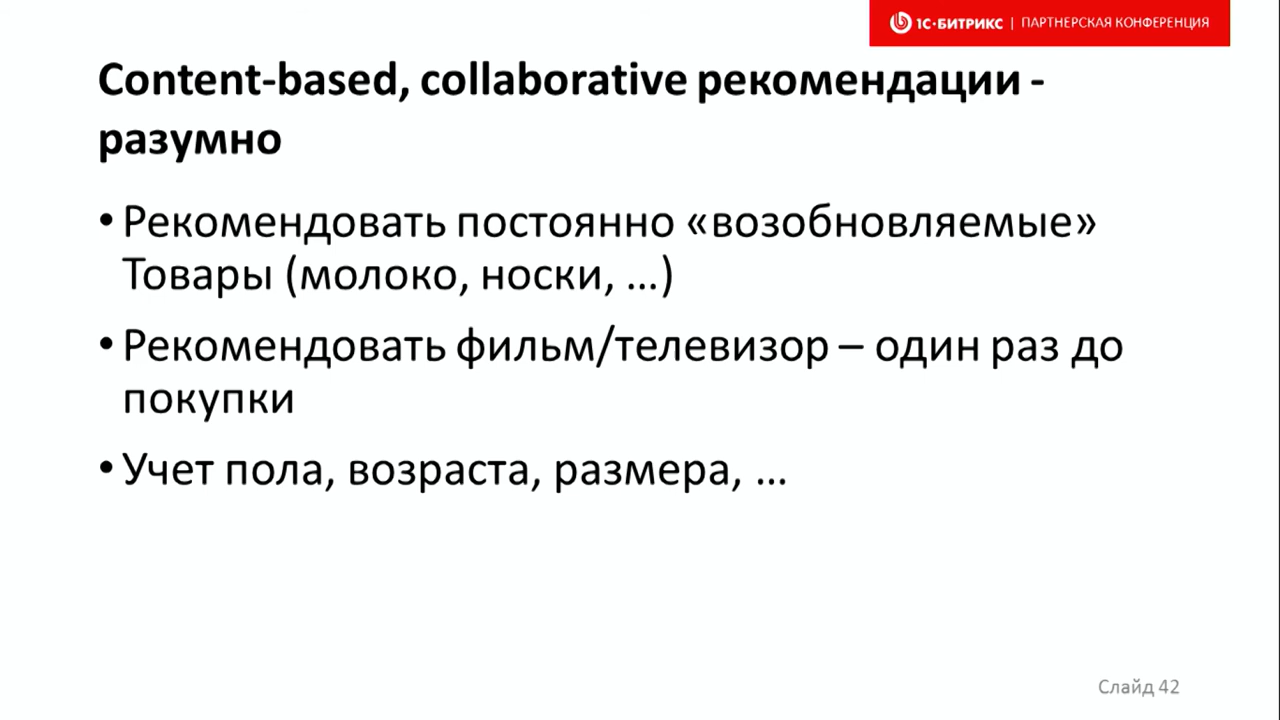 1С-БИТРИКС | ПАРТНЕРСКАЯ КОНФЕРЕНЦИЯ
Content-based, collaborative рекомендации -
разумно
• Рекомендовать постоянно «возобновляемые»
Товары (молоко, носки, ...)
• Рекомендовать фильм/телевизор – один раз до
покупки
• Учет пола, возраста, размера, ...
Слайд 42